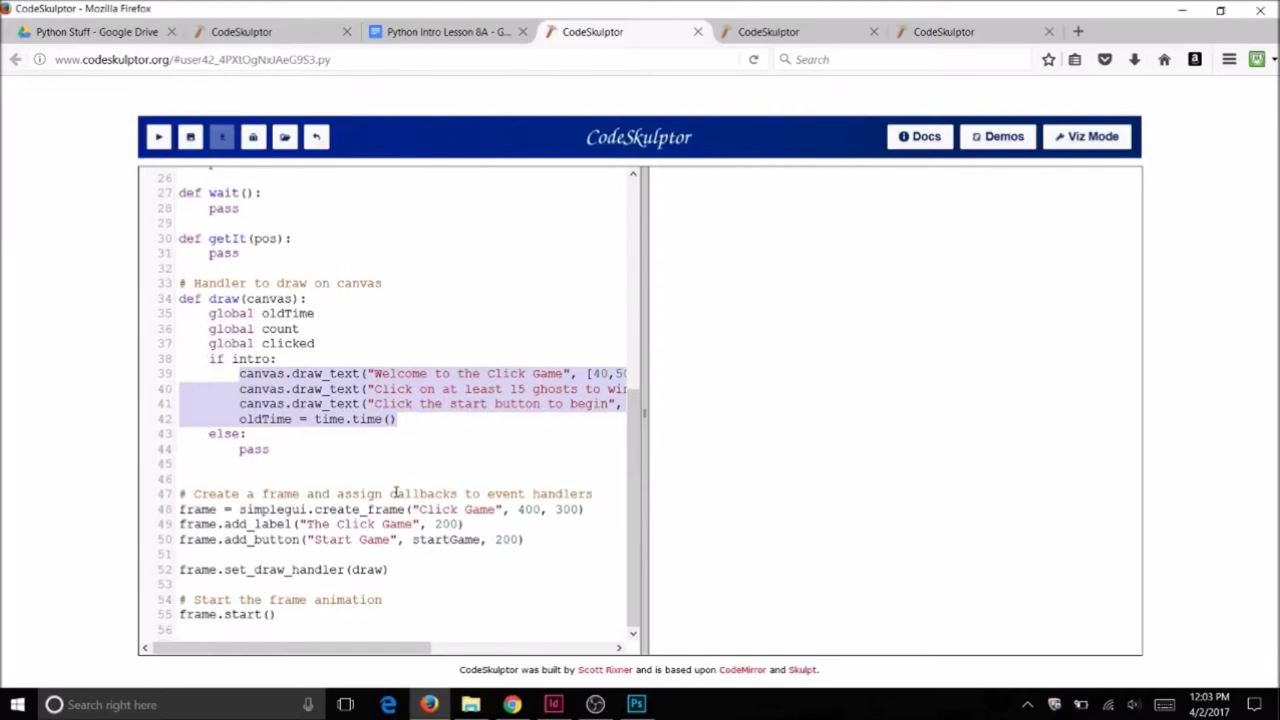 CodeSkulptor - Mozilla Firefox
Python Stuff - Google Drive
CodeSkulptor
Python Intro Lesson 8A - G...
CodeSkulptor
CodeSkulptor
CodeSkulptor
www.codeskulptor.org/#user42_4PXtOgNxJAeG9S3.py
Search
CodeSkulptor
Docs
Demos
Viz Mode
26
27 def wait():
28 pass
29
30 def getIt(pos):
31 pass
32
33 # Handler to draw on canvas
34 def draw(canvas):
35 global oldTime
36 global count
37 global clicked
38 if intro:
39 canvas.draw_text("Welcome to the Click Game", [40,50
40 canvas.draw_text("Click on at least 15 ghosts to win
41 canvas.draw_text("Click the start button to begin",
42 oldTime = time.time()
43 else:
44 pass
45
46
47 # Create a frame and assign callbacks to event handlers
48 frame = simplegui.create_frame("Click Game", 400, 300)
49 frame.add_label("The Click Game", 200)
50 frame.add_button("Start Game", startGame, 200)
51
52 frame.set_draw_handler(draw)
53
54 # Start the frame animation
55 frame.start()
56
CodeSkulptor was built by Scott Rixner and is based upon CodeMirror and Skulpt.
Search right here
12:03 PM
4/2/2017